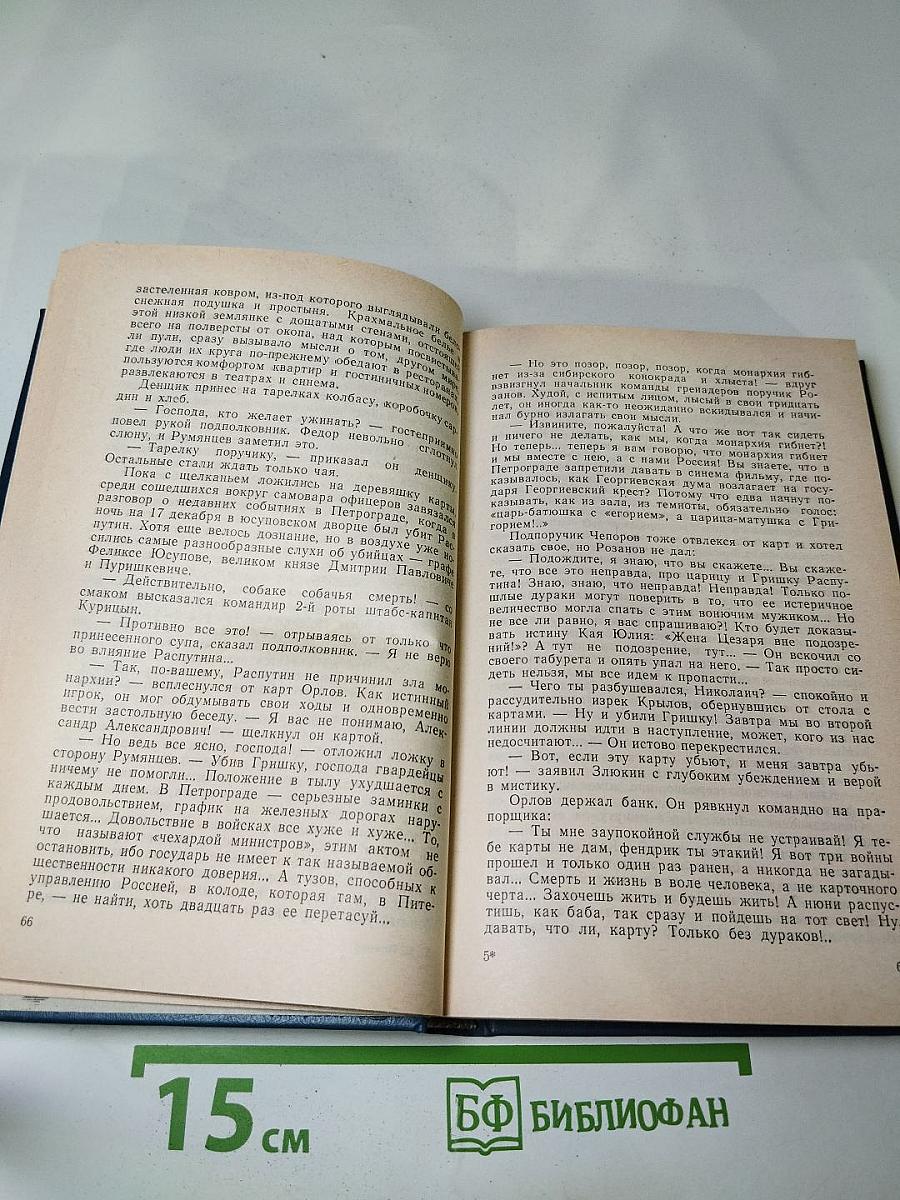 застеленная ковром, из-под которого выглядывали бело-
снежная подушка и простыня. Крахмальное белье в
этой низкой землянке с дощатыми стенами, отстоявшей
всего на полверсты от окопа, над которым посвистыва-
ли пули, сразу вызывало мысли о том, другом мире,
где люди их круга по-прежнему обедают в ресторанах,
пользуются комфортом квартир и гостиничных номеров,
развлекаются в театрах и синема.
Денщик принес на тарелках колбасу, коробочку сар-
дин и хлеб.
— Господа, кто желает ужинать? — гостеприимно
повел рукой подполковник. Федор невольно сглотнул
слюну, и Румянцев заметил это.
— Тарелку поручику, — приказал он денщику.
Остальные стали ждать только чая.
Пока с щелканьем ложились на деревяшку карты,
среди сошедшихся вокруг самовара офицеров завязался
разговор о недавних событиях в Петрограде, когда в
ночь на 17 декабря в юсуповском дворце был убит Рас-
путин. Хотя еще велось дознание, но в воздухе уже но-
сились самые разнообразные слухи об убийцах — графе
Феликсе Юсупове, великом князе Дмитрии Павловиче
и Пуришкевиче.
— Действительно, собаке собачья смерть! — со
смаком высказался командир 2-й роты штабс-капитан
Курицын.
— Противно все это! — отрываясь от только что
принесенного супа, сказал подполковник. — Я не верю
во влияние Распутина...
— Так, по-вашему, Распутин не причинил зла мо-
нархии? — всплеснулся от карт Орлов. Как истинный
игрок, он мог обдумывать свои ходы и одновременно
вести застольную беседу. — Я вас не понимаю, Алек-
сандр Александрович! — щелкнул он картой.
— Но ведь все ясно, господа! — отложил ложку в
сторону Румянцев. — Убив Гришку, господа гвардейцы
ничему не помогли... Положение в тылу ухудшается с
каждым днем. В Петрограде — серьезные заминки с
продовольствием, график на железных дорогах нару-
шается... Довольствие в войсках все хуже и хуже... То,
что называют «чехардой министров», этим актом не
остановить, ибо государь не имеет к так называемой об-
щественности никакого доверия... А тузов, способных к
управлению Россией, в колоде, которая там, в Пите-
ре, — не найти, хоть двадцать раз ее перетасуй...
66
— Но это позор, позор, позор, когда монархия гиб-
нет из-за сибирского конокрада и хлыста! — вдруг
взвизгнул начальник команды гренадеров поручик Ро-
занов. Худой, с испитым лицом, лысый в свои тридцать
лет, он иногда как-то неожиданно вскидывался и начи-
нал бурно излагать свои мысли.
— Извините, пожалуйста! А что же вот так сидеть
и ничего не делать, как мы, когда монархия гибнет?!
Но теперь... теперь я вам говорю, что монархия гибнет
и мы вместе с нею, а с нами Россия! Вы знаете, что в
Петрограде запретили давать в синема фильму, где по-
казывалось, как Георгиевская дума возлагает на госу-
даря Георгиевский крест? Потому что едва начнут по-
казывать, как из зала, из темноты, обязательно голос:
«царь-батюшка с «егорием», а царица-матушка с Гри-
горием!..»
Подпоручик Чепоров тоже отвлекся от карт и хотел
сказать свое, но Розанов не дал:
— Подождите, я знаю, что вы скажете... Вы скаже-
те, что все это неправда, про царицу и Гришку Распу-
тина! Знаю, знаю, что неправда! Неправда! Только по-
шлые дураки могут поверить в то, что ее истеричное
величество могла спать с этим вонючим мужиком... Но
не все ли равно, я вас спрашиваю?! Кто будет доказы-
вать истину Кая Юлия: «Жена Цезаря вне подозре-
ний!»? А тут не подозрение, тут... — Он вскочил со
своего табурета и опять упал на него. — Так просто си-
деть нельзя, мы все идем к пропасти...
— Чего ты разбушевался, Николаич? — спокойно и
рассудительно изрек Крылов, обернувшись от стола с
картами. — Ну и убили Гришку! Завтра мы во второй
линии должны идти в наступление, может, кого из нас
недосчитают... — Он истово перекрестился.
— Вот, если эту карту убьют, и меня завтра убь-
ют! — заявил Злюкин с глубоким убеждением и верой
в мистику.
Орлов держал банк. Он рявкнул командно на пра-
порщика:
— Ты мне заупокойной службы не устраивай! Я те-
бе карты не дам, фендрик ты этакий! Я вот три войны
прошел и только один раз ранен, а никогда не загады-
вал... Смерть и жизнь в воле человека, а не карточного
черта... Захочешь жить и будешь жить! А нюни распус-
тишь, как баба, так сразу и пойдешь на тот свет! Ну,
давать, что ли, карту? Только без дураков!..
5*
6
15 см
БФ БИБЛИОФАН